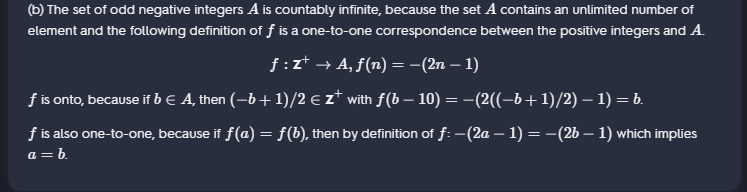 (b) The set of odd negative integers A is countably infinite, because the set A contains an unlimited number of
element and the following definition of f is a one-to-one correspondence between the positive integers and A.
f : z⁺ → A, f(n) = −(2n − 1)
f is onto, because if b ∈ A, then (−b + 1)/2 ∈ z⁺ with f(b − 10) = −(2((−b + 1)/2) − 1) = b.
f is also one-to-one, because if f(a) = f(b), then by definition of f: −(2a − 1) = −(2b − 1) which implies
a = b.